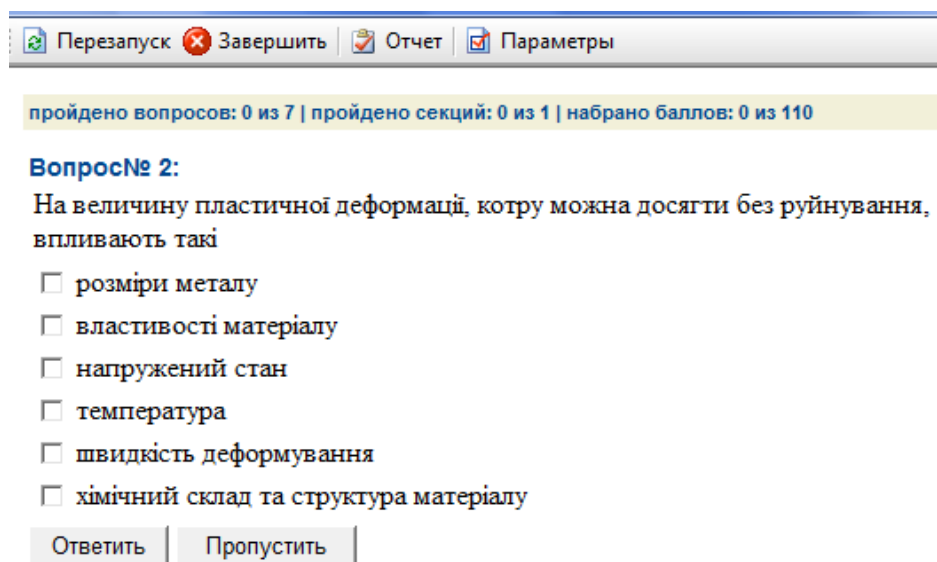 Перезапуск Завершить Отчет Параметры
пройдено вопросов: 0 из 7 | пройдено секций: 0 из 1 | набрано баллов: 0 из 110
Вопрос№ 2:
На величину пластичної деформації, котру можна досягти без руйнування,
впливають такі
розміри металу
властивості матеріалу
напружений стан
температура
швидкість деформування
хімічний склад та структура матеріалу
Ответить Пропустить